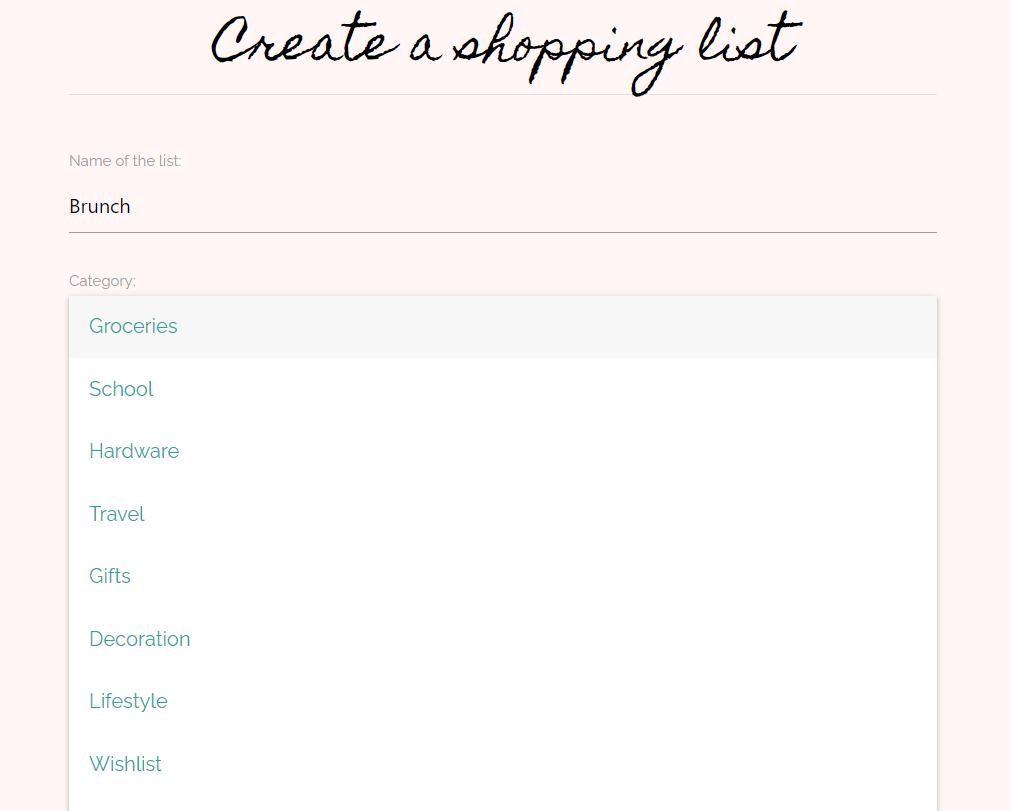 Create a shopping list
Name of the list:
Brunch
Category:
Groceries
School
Hardware
Travel
Gifts
Decoration
Lifestyle
Wishlist